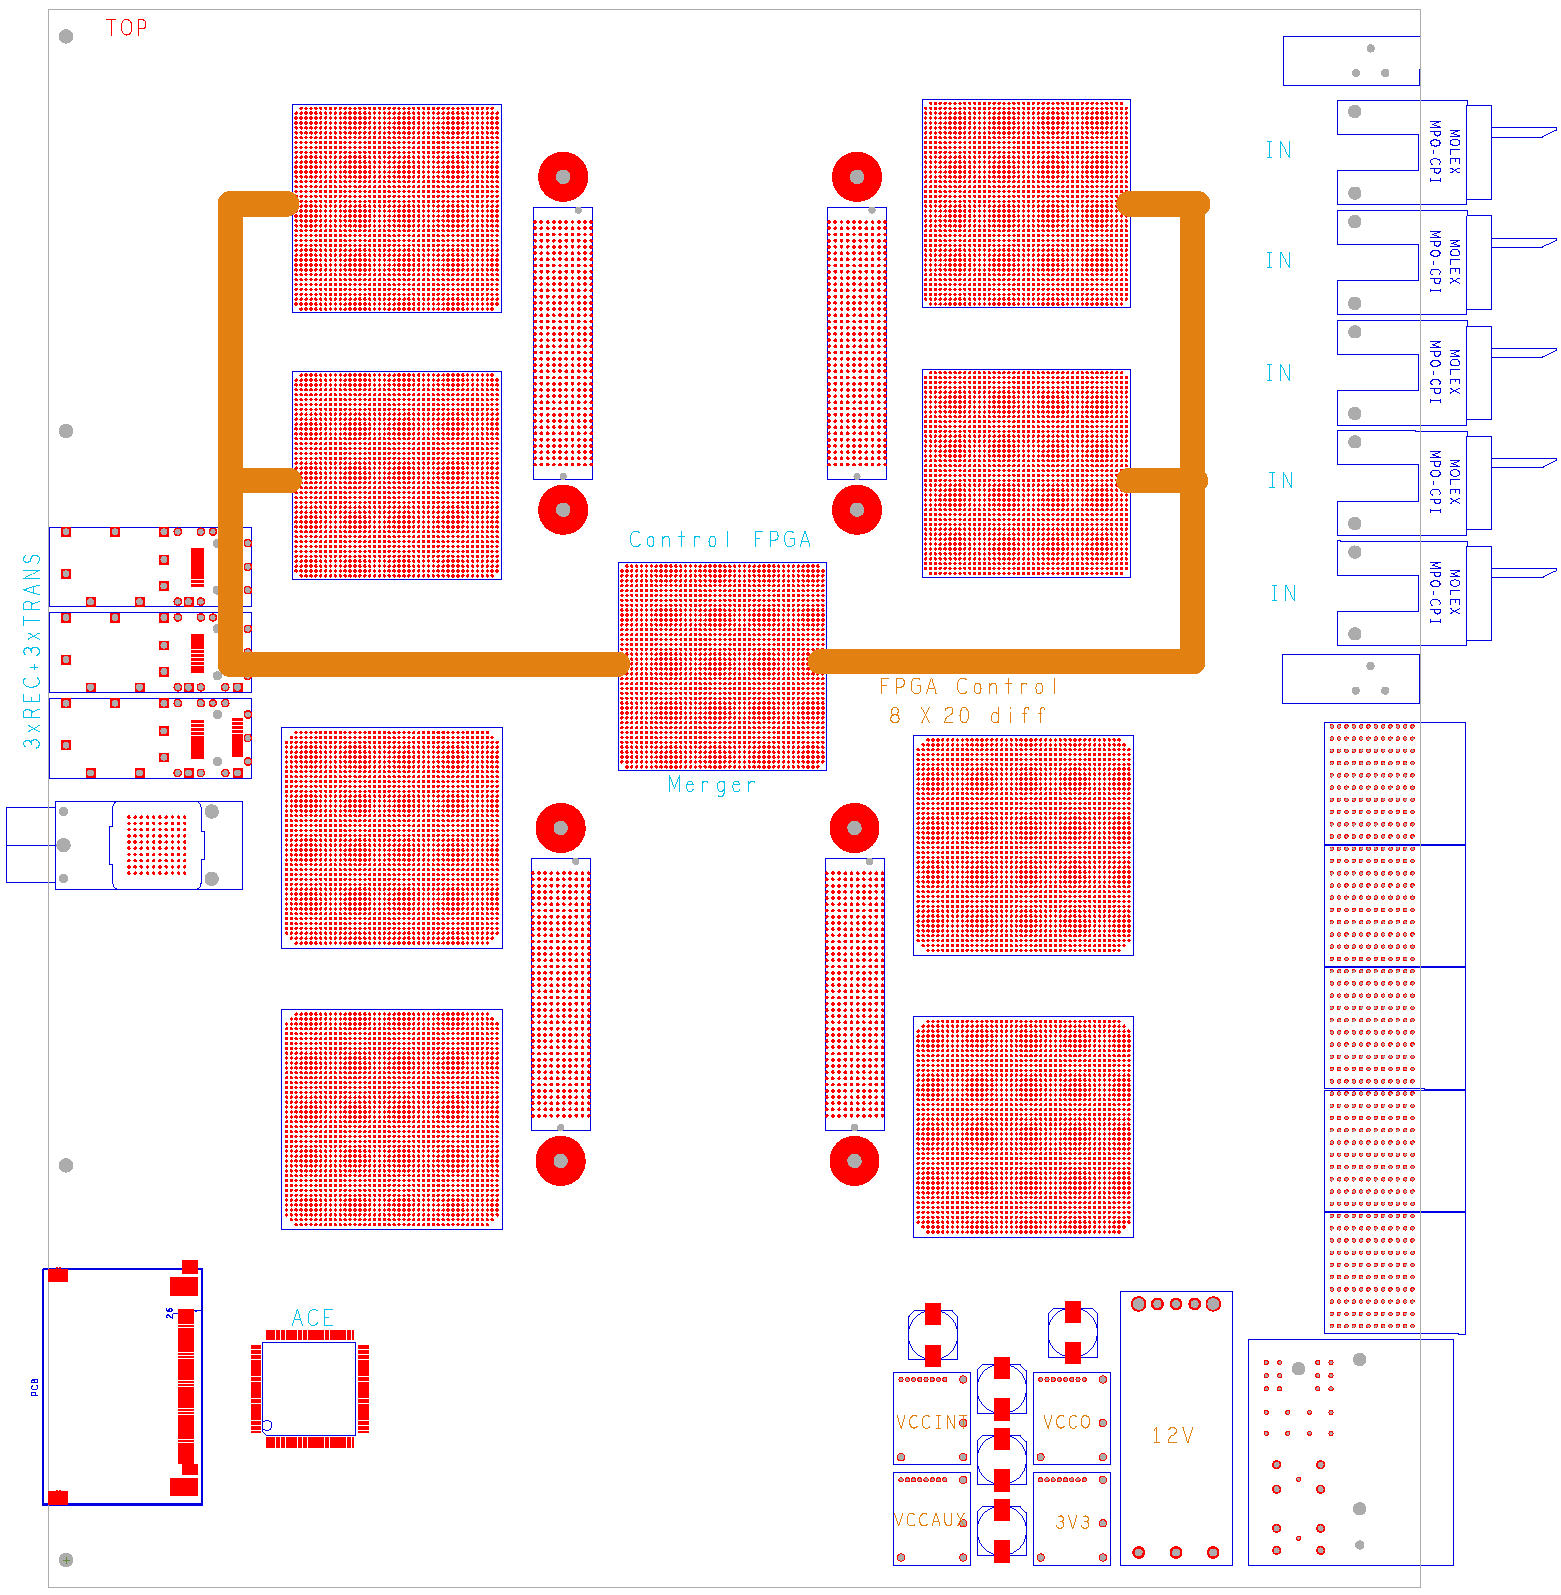 TOP
IN
MOLEX
MPO-CPI
IN
MOLEX
MPO-CPI
IN
MOLEX
MPO-CPI
IN
MOLEX
MPO-CPI
IN
MOLEX
MPO-CPI
Control FPGA
3xREC+3xTRANS
FPGA Control
8 X 20 diff
Merger
26
PCB
ACE
VCCINT
VCCO
12V
VCCAUX
3V3